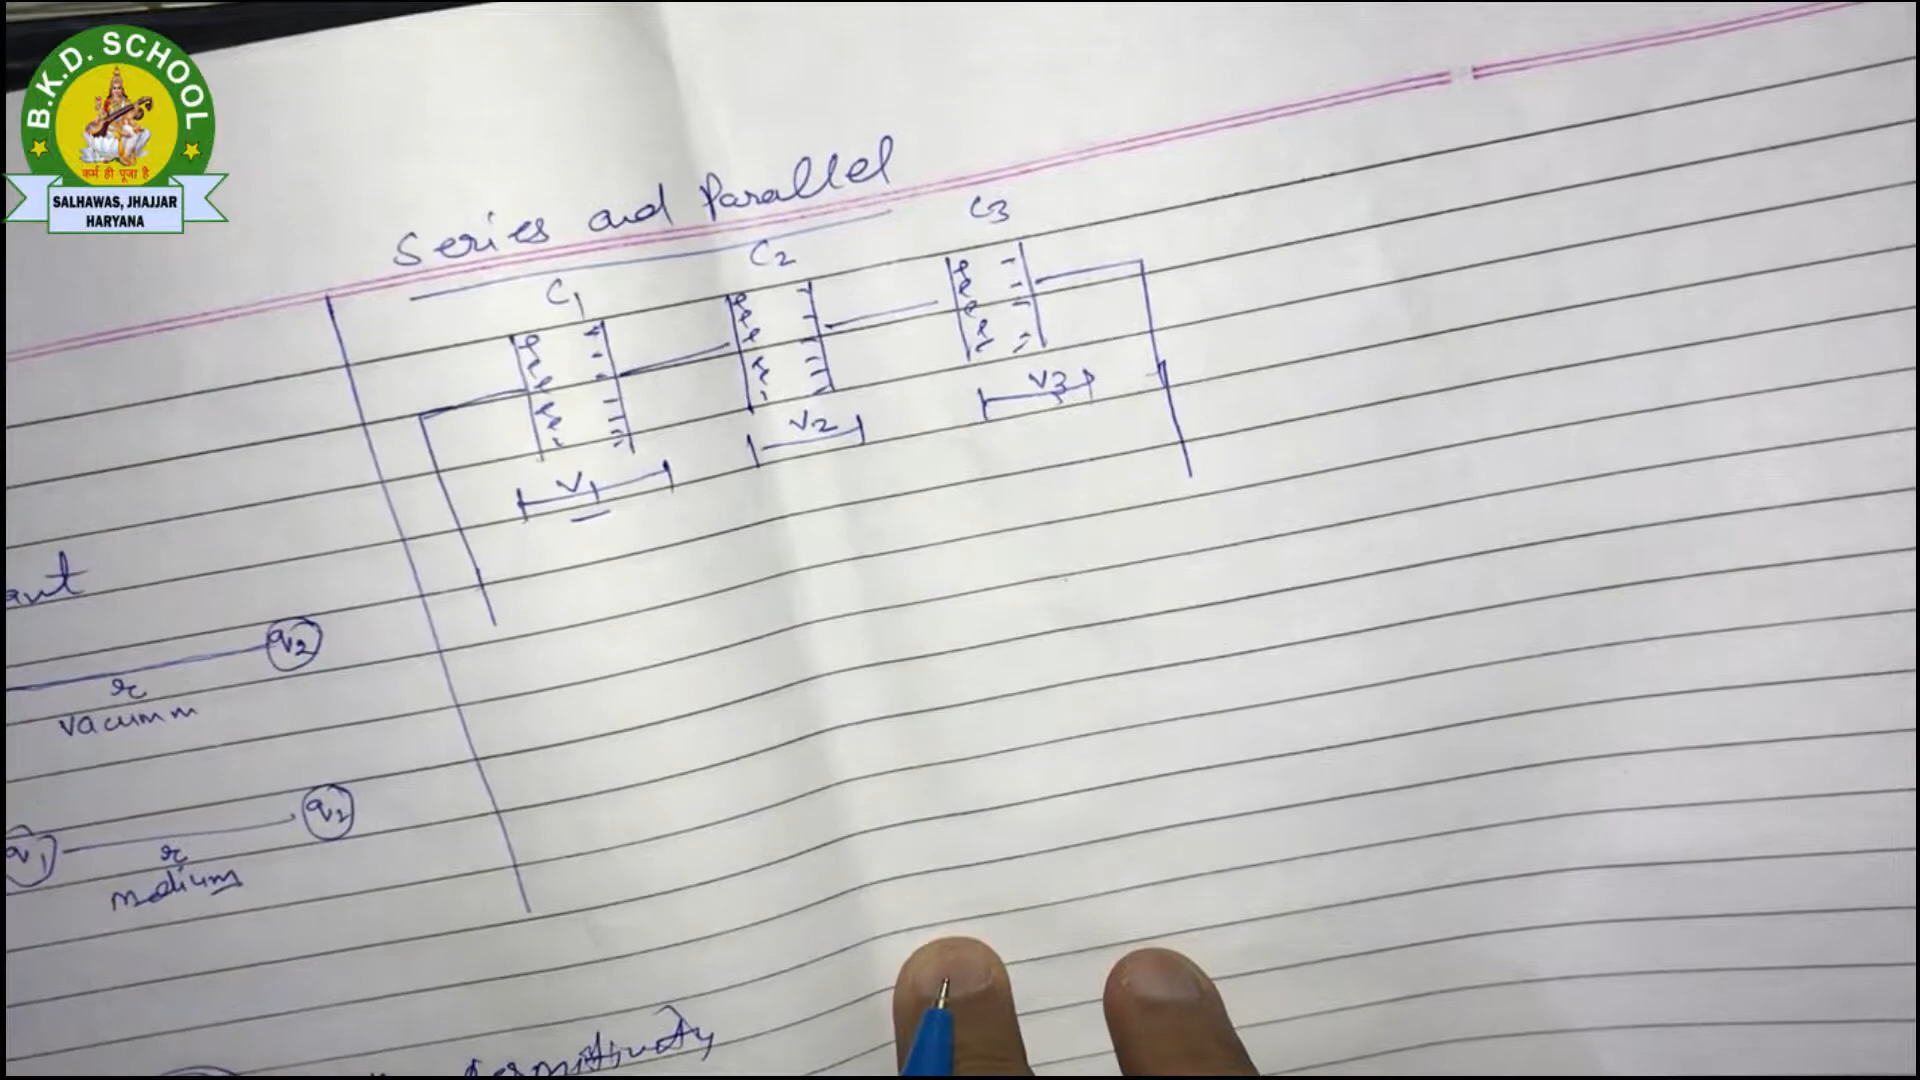 B.K.D. SCHOOL
कर्म ही पूजा है
SALHAWAS, JHAJJAR
HARYANA
Series and Parallel
C1 C2 C3
V1 V2 V3
q2
r
vacumm
q1 q2
r
medium
Permittivity